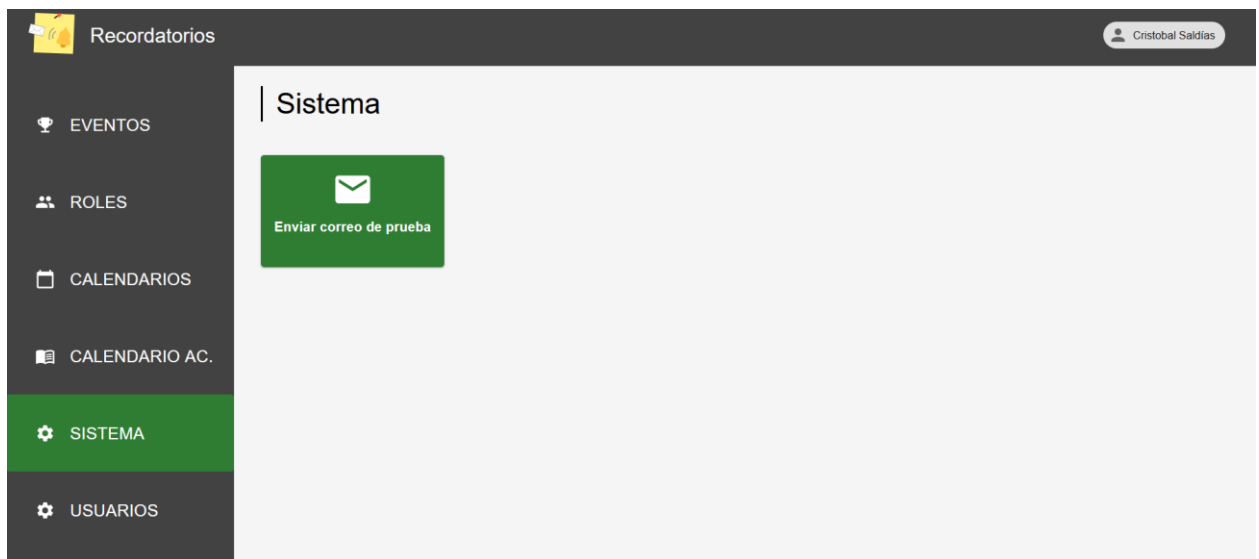 Recordatorios
Cristobal Saldías
EVENTOS
ROLES
CALENDARIOS
CALENDARIO AC.
SISTEMA
USUARIOS
Sistema
Enviar correo de prueba